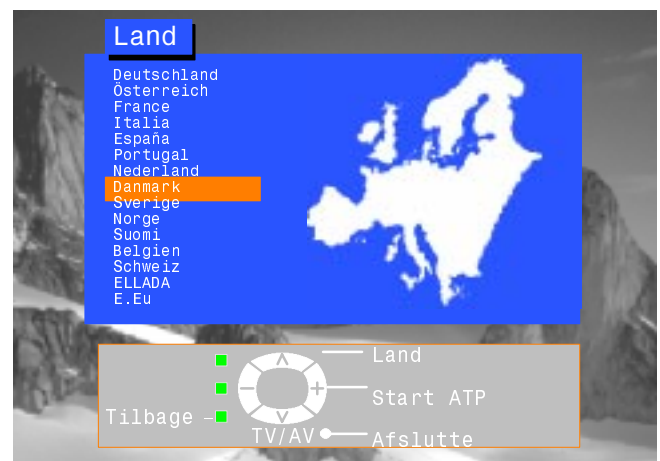 Land
Deutschland
Österreich
France
Italia
España
Portugal
Nederland
Danmark
Sverige
Norge
Suomi
Belgien
Schweiz
ELLADA
E.Eu
Land
Start ATP
Tilbage
TV/AV
Afslutte